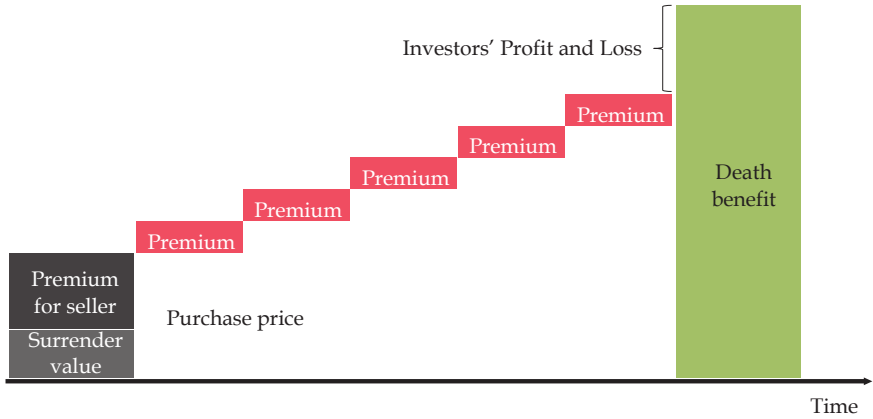 Investors’ Profit and Loss
Premium
Premium
Premium
Premium
Premium
Death
benefit
Premium
for seller
Purchase price
Surrender
value
Time